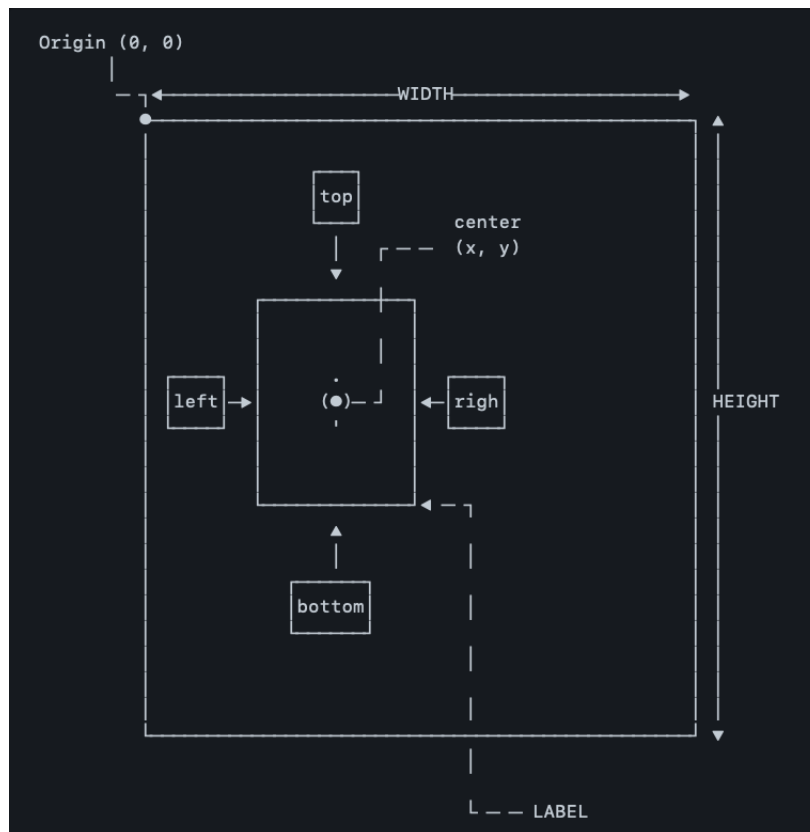 Origin (0, 0)
WIDTH
top
center
(x, y)
left
righ
HEIGHT
bottom
LABEL